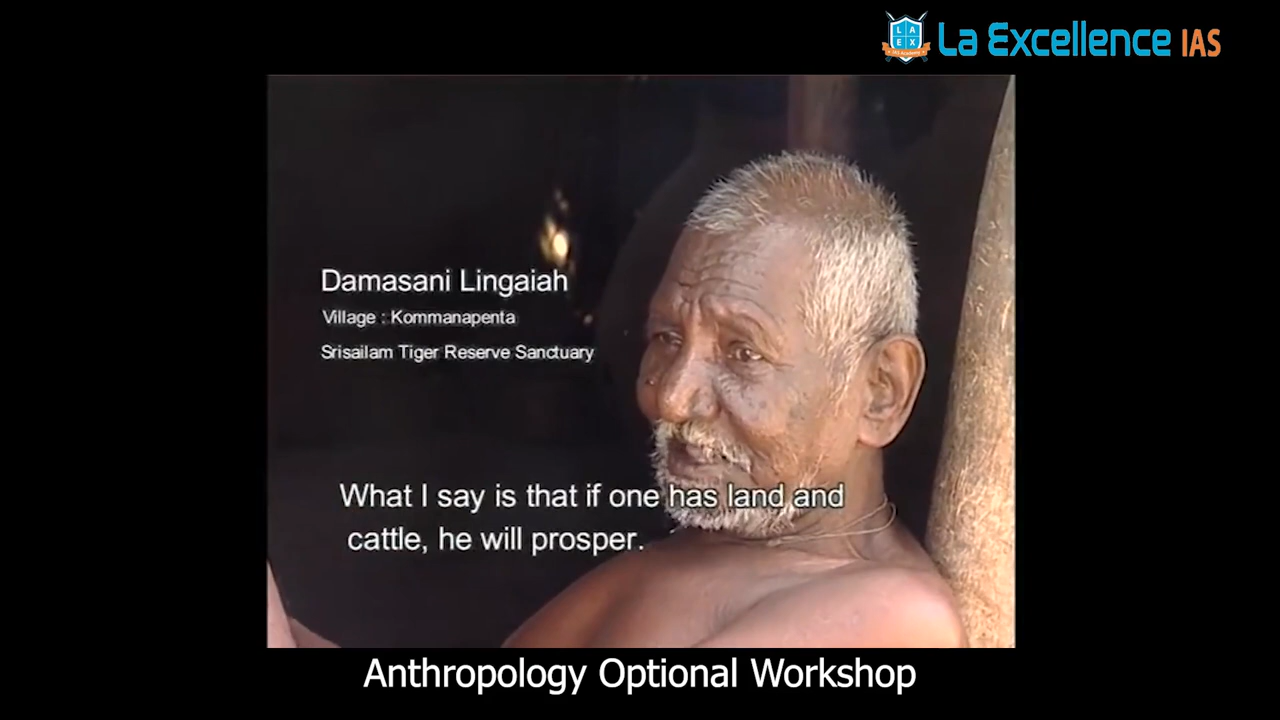 La Excellence IAS
Damasani Lingaiah
Village : Kommanapenta
Srisailam Tiger Reserve Sanctuary
What I say is that if one has land and
cattle, he will prosper.
Anthropology Optional Workshop